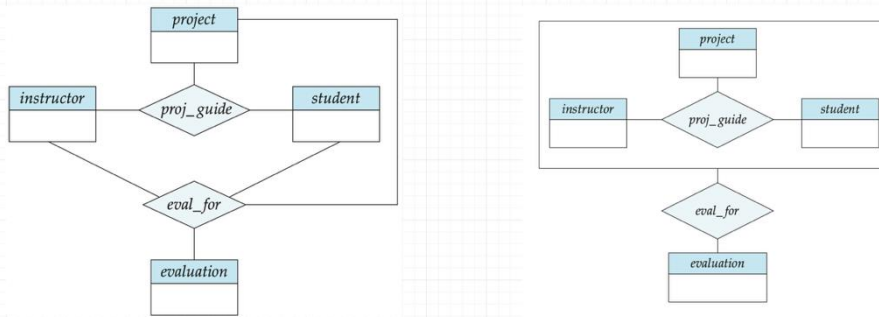 project
instructor
proj_guide
student
eval_for
evaluation
project
instructor
proj_guide
student
eval_for
evaluation